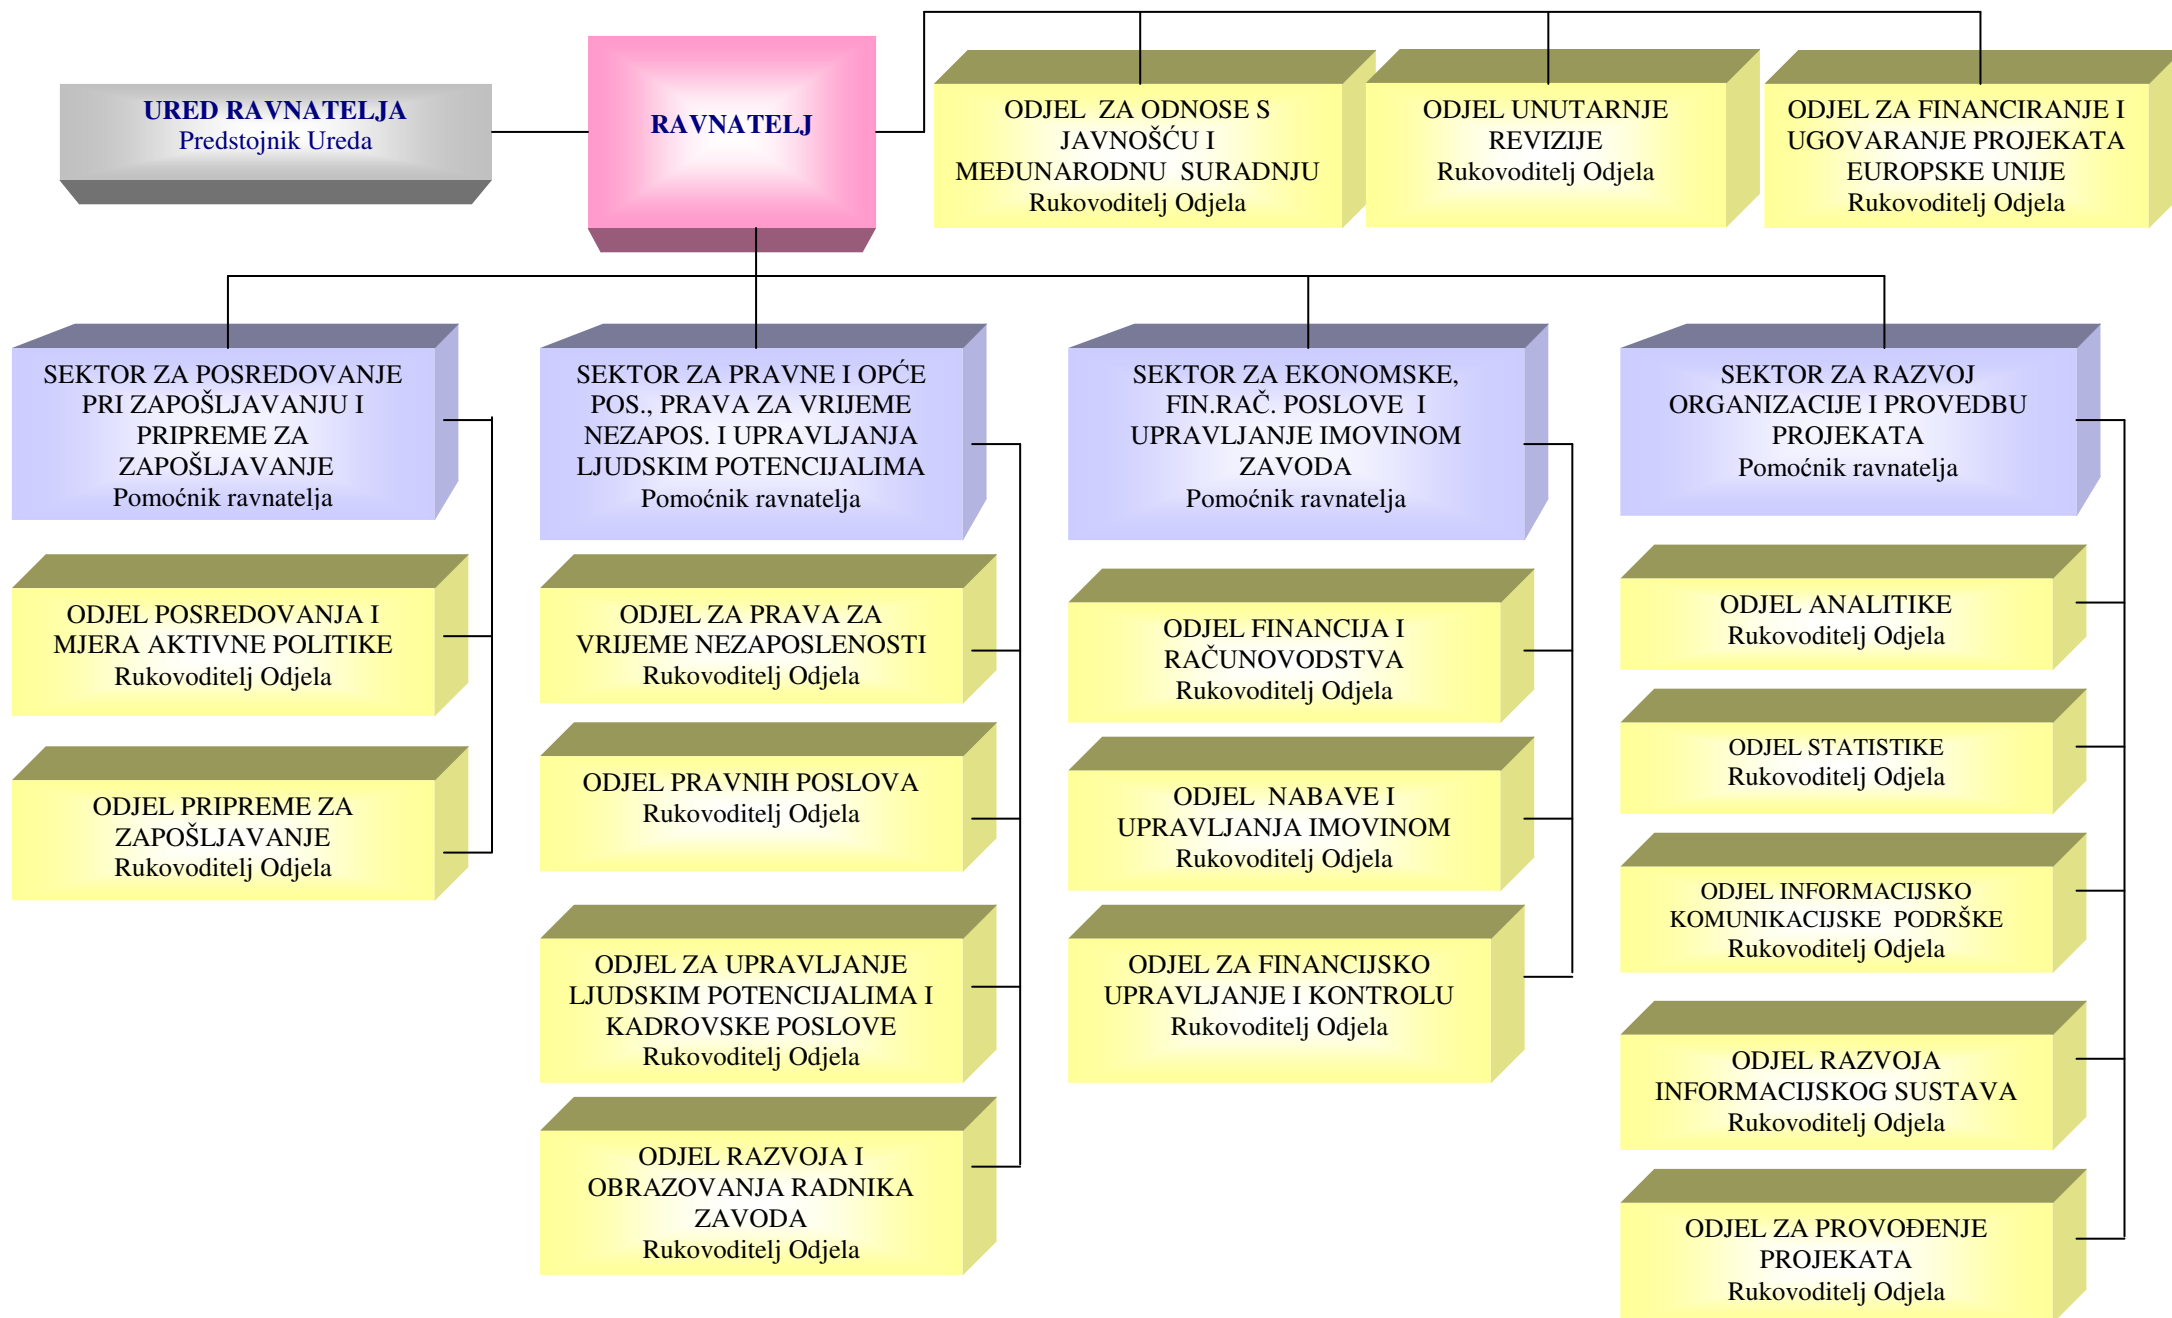 URED RAVNATELJA
Predstojnik Ureda
RAVNATELJ
ODJEL ZA ODNOSE S
JAVNOŠĆU I
MEĐUNARODNU SURADNJU
Rukovoditelj Odjela
ODJEL UNUTARNJE
REVIZIJE
Rukovoditelj Odjela
ODJEL ZA FINANCIRANJE I
UGOVARANJE PROJEKATA
EUROPSKE UNIJE
Rukovoditelj Odjela
SEKTOR ZA POSREDOVANJE
PRI ZAPOŠLJAVANJU I
PRIPREME ZA
ZAPOŠLJAVANJE
Pomoćnik ravnatelja
ODJEL POSREDOVANJA I
MJERA AKTIVNE POLITIKE
Rukovoditelj Odjela
ODJEL PRIPREME ZA
ZAPOŠLJAVANJE
Rukovoditelj Odjela
SEKTOR ZA PRAVNE I OPĆE
POS., PRAVA ZA VRIJEME
NEZAPOS. I UPRAVLJANJA
LJUDSKIM POTENCIJALIMA
Pomoćnik ravnatelja
ODJEL ZA PRAVA ZA
VRIJEME NEZAPOSLENOSTI
Rukovoditelj Odjela
ODJEL PRAVNIH POSLOVA
Rukovoditelj Odjela
ODJEL ZA UPRAVLJANJE
LJUDSKIM POTENCIJALIMA I
KADROVSKE POSLOVE
Rukovoditelj Odjela
ODJEL RAZVOJA I
OBRAZOVANJA RADNIKA
ZAVODA
Rukovoditelj Odjela
SEKTOR ZA EKONOMSKE,
FIN.RAČ. POSLOVE I
UPRAVLJANJE IMOVINOM
ZAVODA
Pomoćnik ravnatelja
ODJEL FINANCIJA I
RAČUNOVODSTVA
Rukovoditelj Odjela
ODJEL NABAVE I
UPRAVLJANJA IMOVINOM
Rukovoditelj Odjela
ODJEL ZA FINANCIJSKO
UPRAVLJANJE I KONTROLU
Rukovoditelj Odjela
SEKTOR ZA RAZVOJ
ORGANIZACIJE I PROVEDBU
PROJEKATA
Pomoćnik ravnatelja
ODJEL ANALITIKE
Rukovoditelj Odjela
ODJEL STATISTIKE
Rukovoditelj Odjela
ODJEL INFORMACIJSKO
KOMUNIKACIJSKE PODRŠKE
Rukovoditelj Odjela
ODJEL RAZVOJA
INFORMACIJSKOG SUSTAVA
Rukovoditelj Odjela
ODJEL ZA PROVOĐENJE
PROJEKATA
Rukovoditelj Odjela